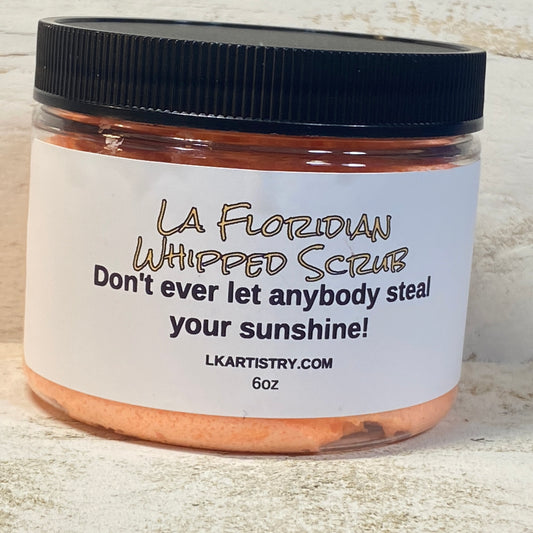 La Floridian
Whipped Scrub
Don't ever let anybody steal
your sunshine!
LKARTISTRY.COM
6oz